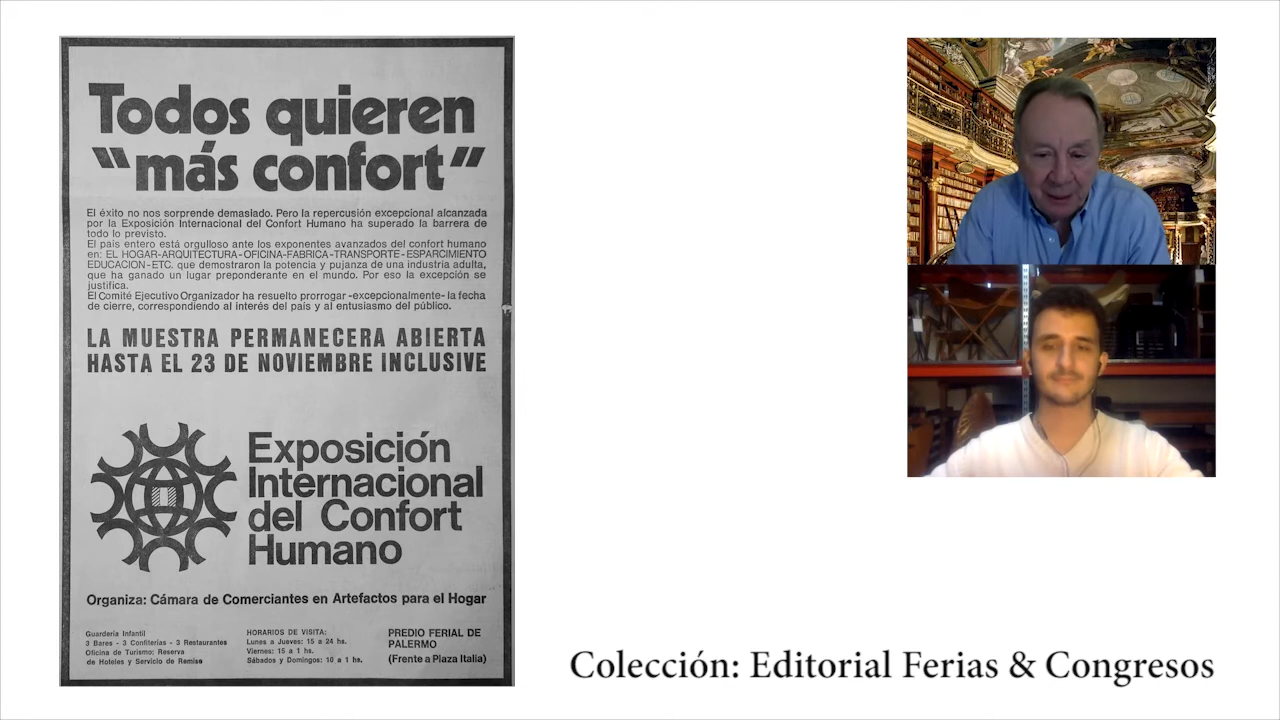 Todos quieren
“más confort”
El éxito no nos sorprende demasiado. Pero la repercusión excepcional alcanzada
por la Exposición Internacional del Confort Humano ha superado la barrera de
todo lo previsto.
El país entero está orgulloso ante los exponentes avanzados del confort humano
en: EL HOGAR-ARQUITECTURA-OFICINA-FABRICA-TRANSPORTE-ESPARCIMIENTO
EDUCACION-ETC. que demostraron la potencia y pujanza de una industria adulta,
que ha ganado un lugar preponderante en el mundo. Por eso la excepción se
justifica.
El Comité Ejecutivo Organizador ha resuelto prorrogar -excepcionalmente- la fecha
de cierre, correspondiendo al interés del país y al entusiasmo del público.
LA MUESTRA PERMANECERA ABIERTA
HASTA EL 23 DE NOVIEMBRE INCLUSIVE
Exposición
Internacional
del Confort
Humano
Organiza: Cámara de Comerciantes en Artefactos para el Hogar
Guardería Infantil
3 Bares - 3 Confiterías - 3 Restaurantes
Oficina de Turismo: Reserva
de Hoteles y Servicio de Remise
HORARIOS DE VISITA:
Lunes a Jueves: 15 a 24 hs.
Viernes: 15 a 1 hs.
Sábados y Domingos: 10 a 1 hs.
PREDIO FERIAL DE
PALERMO
(Frente a Plaza Italia)
Colección: Editorial Ferias & Congresos